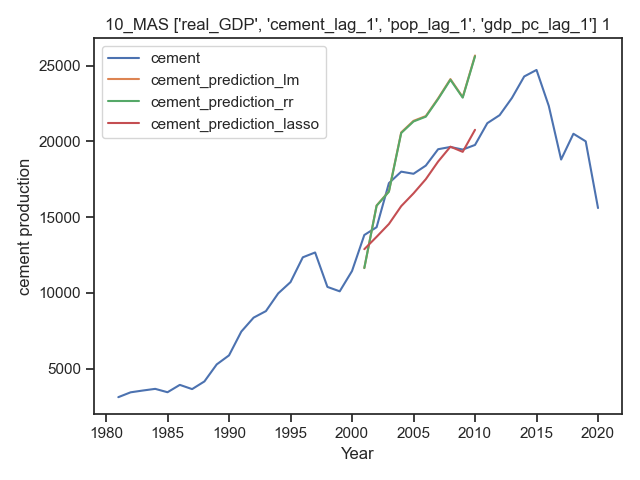 10_MAS ['real_GDP', 'cement_lag_1', 'pop_lag_1', 'gdp_pc_lag_1'] 1
cement
cement_prediction_lm
cement_prediction_rr
cement_prediction_lasso
25000
20000
15000
10000
5000
cement production
1980 1985 1990 1995 2000 2005 2010 2015 2020
Year